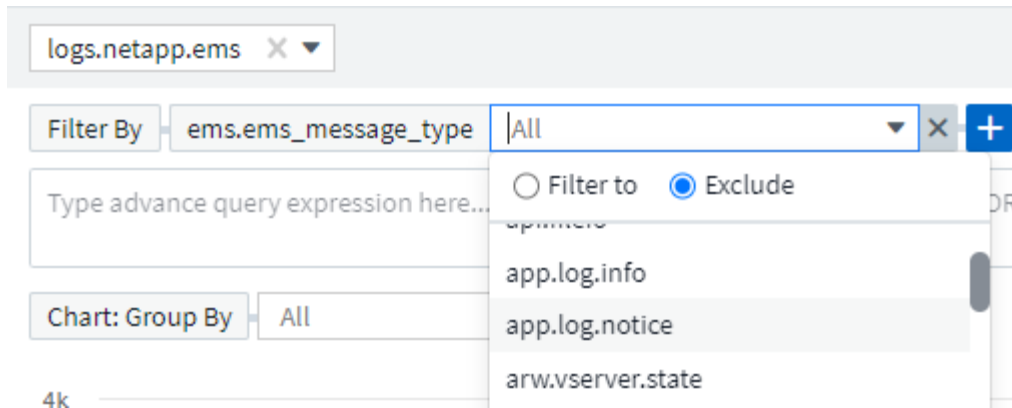 logs.netapp.ems
Filter By ems.ems_message_type All
Filter to Exclude
Type advance query expression here...
app.log.info
Chart: Group By All
app.log.notice
arw.vserver.state
4k